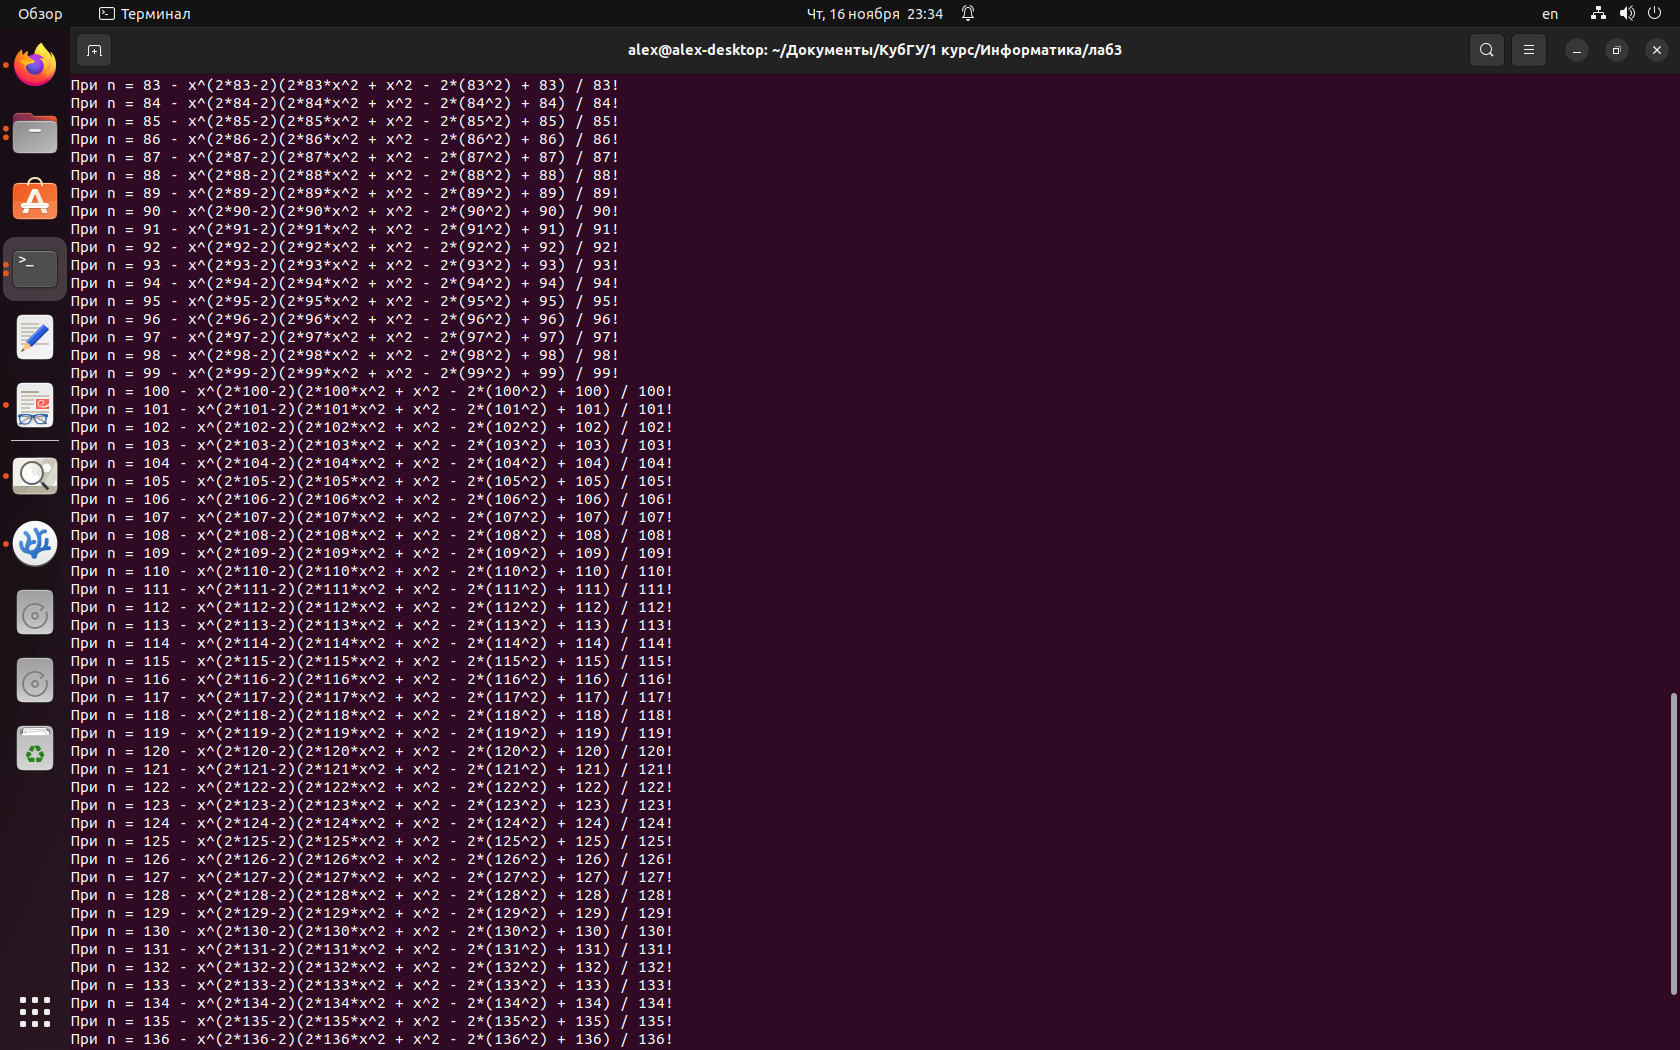 Обзор Терминал Чт, 16 ноября 23:34 en
alex@alex-desktop: ~/Документы/КубГУ/1 курс/Информатика/лаб3
При n = 83 - x^(2*83-2)(2*83*x^2 + x^2 - 2*(83^2) + 83) / 83!
При n = 84 - x^(2*84-2)(2*84*x^2 + x^2 - 2*(84^2) + 84) / 84!
При n = 85 - x^(2*85-2)(2*85*x^2 + x^2 - 2*(85^2) + 85) / 85!
При n = 86 - x^(2*86-2)(2*86*x^2 + x^2 - 2*(86^2) + 86) / 86!
При n = 87 - x^(2*87-2)(2*87*x^2 + x^2 - 2*(87^2) + 87) / 87!
При n = 88 - x^(2*88-2)(2*88*x^2 + x^2 - 2*(88^2) + 88) / 88!
При n = 89 - x^(2*89-2)(2*89*x^2 + x^2 - 2*(89^2) + 89) / 89!
При n = 90 - x^(2*90-2)(2*90*x^2 + x^2 - 2*(90^2) + 90) / 90!
При n = 91 - x^(2*91-2)(2*91*x^2 + x^2 - 2*(91^2) + 91) / 91!
При n = 92 - x^(2*92-2)(2*92*x^2 + x^2 - 2*(92^2) + 92) / 92!
При n = 93 - x^(2*93-2)(2*93*x^2 + x^2 - 2*(93^2) + 93) / 93!
При n = 94 - x^(2*94-2)(2*94*x^2 + x^2 - 2*(94^2) + 94) / 94!
При n = 95 - x^(2*95-2)(2*95*x^2 + x^2 - 2*(95^2) + 95) / 95!
При n = 96 - x^(2*96-2)(2*96*x^2 + x^2 - 2*(96^2) + 96) / 96!
При n = 97 - x^(2*97-2)(2*97*x^2 + x^2 - 2*(97^2) + 97) / 97!
При n = 98 - x^(2*98-2)(2*98*x^2 + x^2 - 2*(98^2) + 98) / 98!
При n = 99 - x^(2*99-2)(2*99*x^2 + x^2 - 2*(99^2) + 99) / 99!
При n = 100 - x^(2*100-2)(2*100*x^2 + x^2 - 2*(100^2) + 100) / 100!
При n = 101 - x^(2*101-2)(2*101*x^2 + x^2 - 2*(101^2) + 101) / 101!
При n = 102 - x^(2*102-2)(2*102*x^2 + x^2 - 2*(102^2) + 102) / 102!
При n = 103 - x^(2*103-2)(2*103*x^2 + x^2 - 2*(103^2) + 103) / 103!
При n = 104 - x^(2*104-2)(2*104*x^2 + x^2 - 2*(104^2) + 104) / 104!
При n = 105 - x^(2*105-2)(2*105*x^2 + x^2 - 2*(105^2) + 105) / 105!
При n = 106 - x^(2*106-2)(2*106*x^2 + x^2 - 2*(106^2) + 106) / 106!
При n = 107 - x^(2*107-2)(2*107*x^2 + x^2 - 2*(107^2) + 107) / 107!
При n = 108 - x^(2*108-2)(2*108*x^2 + x^2 - 2*(108^2) + 108) / 108!
При n = 109 - x^(2*109-2)(2*109*x^2 + x^2 - 2*(109^2) + 109) / 109!
При n = 110 - x^(2*110-2)(2*110*x^2 + x^2 - 2*(110^2) + 110) / 110!
При n = 111 - x^(2*111-2)(2*111*x^2 + x^2 - 2*(111^2) + 111) / 111!
При n = 112 - x^(2*112-2)(2*112*x^2 + x^2 - 2*(112^2) + 112) / 112!
При n = 113 - x^(2*113-2)(2*113*x^2 + x^2 - 2*(113^2) + 113) / 113!
При n = 114 - x^(2*114-2)(2*114*x^2 + x^2 - 2*(114^2) + 114) / 114!
При n = 115 - x^(2*115-2)(2*115*x^2 + x^2 - 2*(115^2) + 115) / 115!
При n = 116 - x^(2*116-2)(2*116*x^2 + x^2 - 2*(116^2) + 116) / 116!
При n = 117 - x^(2*117-2)(2*117*x^2 + x^2 - 2*(117^2) + 117) / 117!
При n = 118 - x^(2*118-2)(2*118*x^2 + x^2 - 2*(118^2) + 118) / 118!
При n = 119 - x^(2*119-2)(2*119*x^2 + x^2 - 2*(119^2) + 119) / 119!
При n = 120 - x^(2*120-2)(2*120*x^2 + x^2 - 2*(120^2) + 120) / 120!
При n = 121 - x^(2*121-2)(2*121*x^2 + x^2 - 2*(121^2) + 121) / 121!
При n = 122 - x^(2*122-2)(2*122*x^2 + x^2 - 2*(122^2) + 122) / 122!
При n = 123 - x^(2*123-2)(2*123*x^2 + x^2 - 2*(123^2) + 123) / 123!
При n = 124 - x^(2*124-2)(2*124*x^2 + x^2 - 2*(124^2) + 124) / 124!
При n = 125 - x^(2*125-2)(2*125*x^2 + x^2 - 2*(125^2) + 125) / 125!
При n = 126 - x^(2*126-2)(2*126*x^2 + x^2 - 2*(126^2) + 126) / 126!
При n = 127 - x^(2*127-2)(2*127*x^2 + x^2 - 2*(127^2) + 127) / 127!
При n = 128 - x^(2*128-2)(2*128*x^2 + x^2 - 2*(128^2) + 128) / 128!
При n = 129 - x^(2*129-2)(2*129*x^2 + x^2 - 2*(129^2) + 129) / 129!
При n = 130 - x^(2*130-2)(2*130*x^2 + x^2 - 2*(130^2) + 130) / 130!
При n = 131 - x^(2*131-2)(2*131*x^2 + x^2 - 2*(131^2) + 131) / 131!
При n = 132 - x^(2*132-2)(2*132*x^2 + x^2 - 2*(132^2) + 132) / 132!
При n = 133 - x^(2*133-2)(2*133*x^2 + x^2 - 2*(133^2) + 133) / 133!
При n = 134 - x^(2*134-2)(2*134*x^2 + x^2 - 2*(134^2) + 134) / 134!
При n = 135 - x^(2*135-2)(2*135*x^2 + x^2 - 2*(135^2) + 135) / 135!
При n = 136 - x^(2*136-2)(2*136*x^2 + x^2 - 2*(136^2) + 136) / 136!